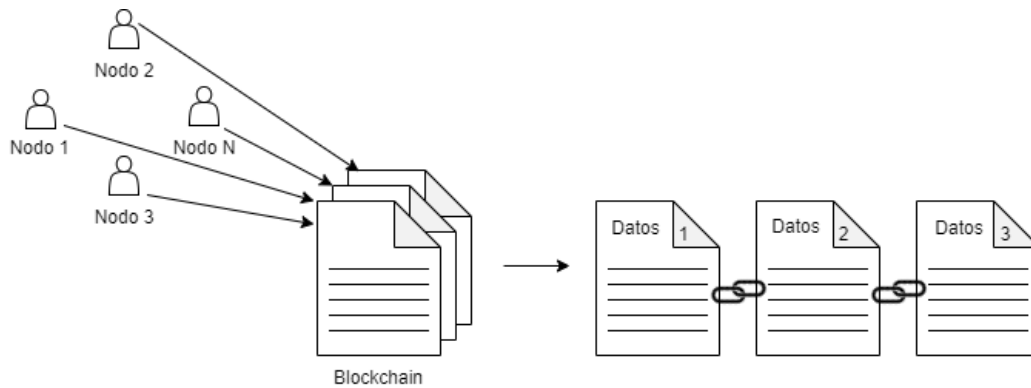 Nodo 2
Nodo 1
Nodo N
Nodo 3
Blockchain
Datos 1
Datos 2
Datos 3